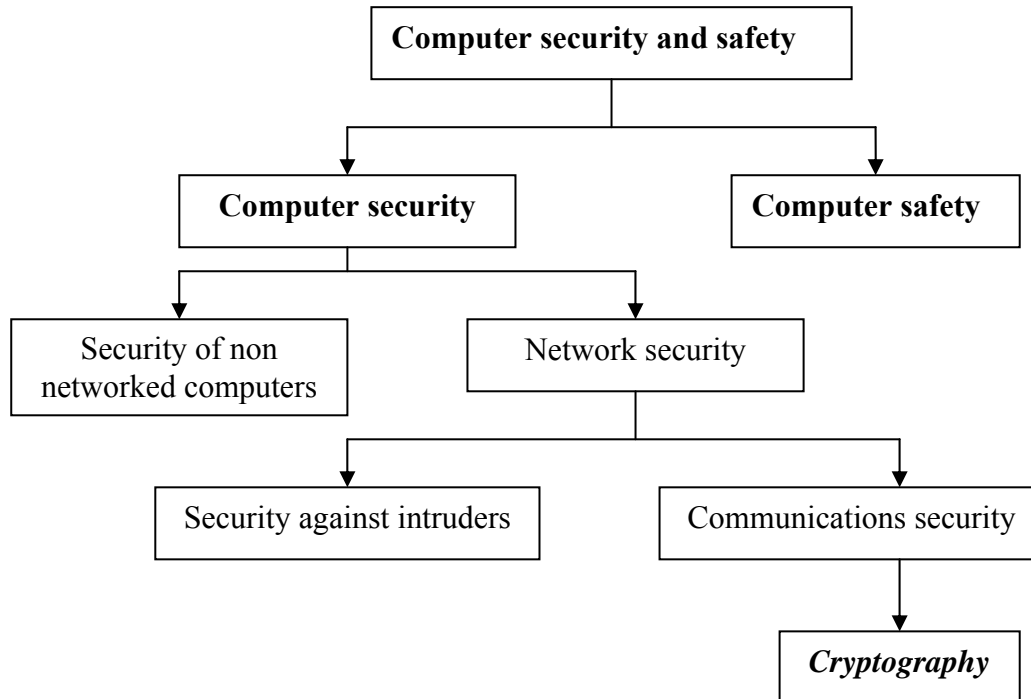 Computer security and safety
Computer security
Computer safety
Security of non
networked computers
Network security
Security against intruders
Communications security
Cryptography